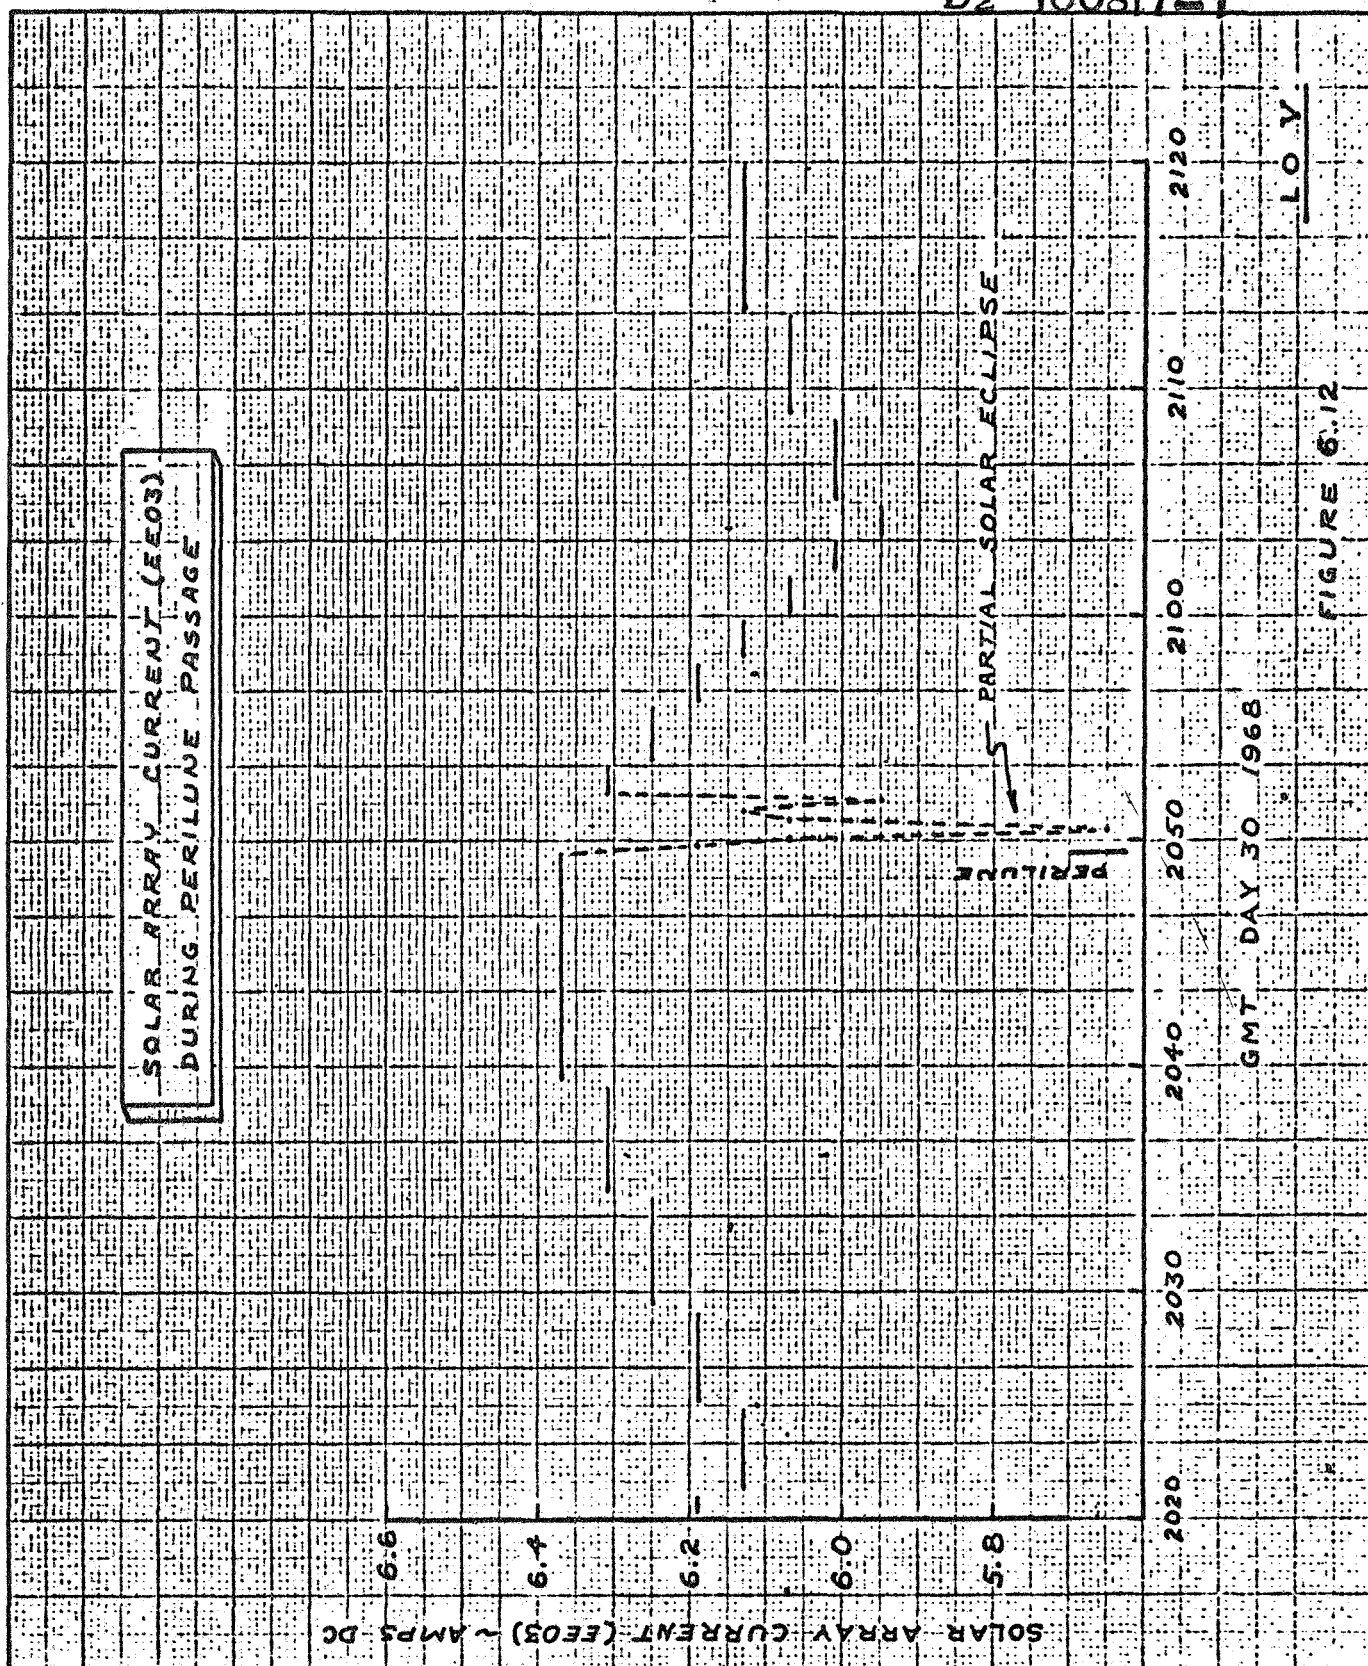 SOLAR ARRAY CURRENT (EE03)
DURING PERILUNE PASSAGE
SOLAR ARRAY CURRENT (EE03) ~ AMPS DC
6.6
6.4
6.2
6.0
5.8
PERILUNE
PARTIAL SOLAR ECLIPSE
2020
2030
2040
2050
2100
2110
2120
GMT DAY 30 1968
FIGURE 6.12
LO V